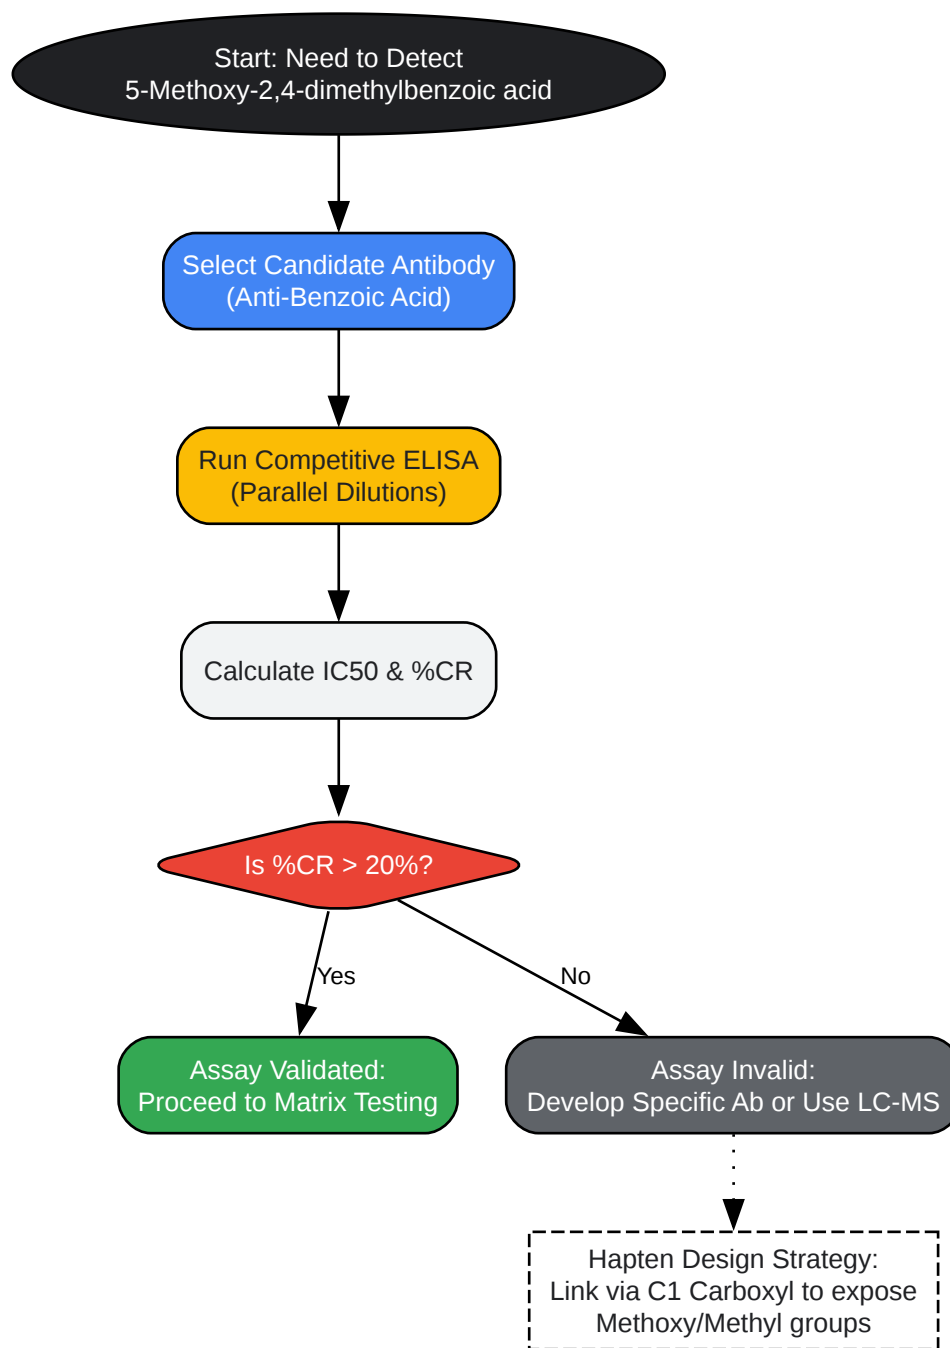 Start: Need to Detect
5-Methoxy-2,4-dimethylbenzoic acid
Select Candidate Antibody
(Anti-Benzoic Acid)
Run Competitive ELISA
(Parallel Dilutions)
Calculate IC50 & %CR
Is %CR > 20%?
Yes
No
Assay Validated:
Proceed to Matrix Testing
Assay Invalid:
Develop Specific Ab or Use LC-MS
Hapten Design Strategy:
Link via C1 Carboxyl to expose
Methoxy/Methyl groups